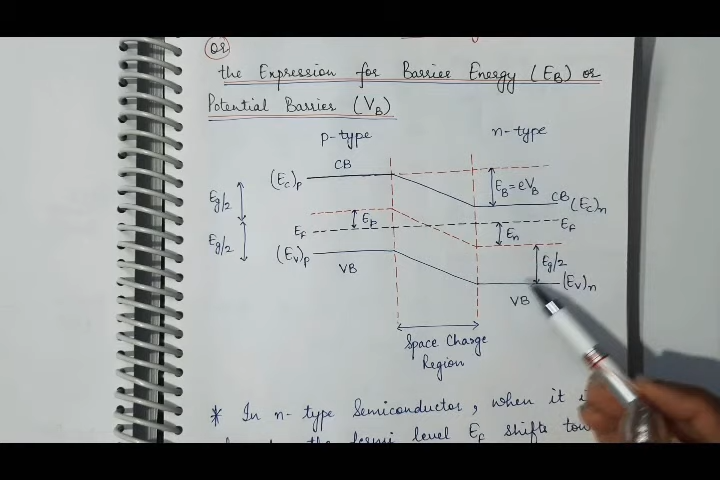 or
the Expression for Barrier Energy (EB) or
Potential Barrier (VB)
p-type
n-type
CB
(Ec)p
EB = eVB
CB (Ec)n
Eg/2
Ep
EF
EF
En
Eg/2
(Ev)p
VB
Eg/2
(Ev)n
VB
Space Charge
Region
* In n-type Semiconductor, when it
the fermi level EF shifts